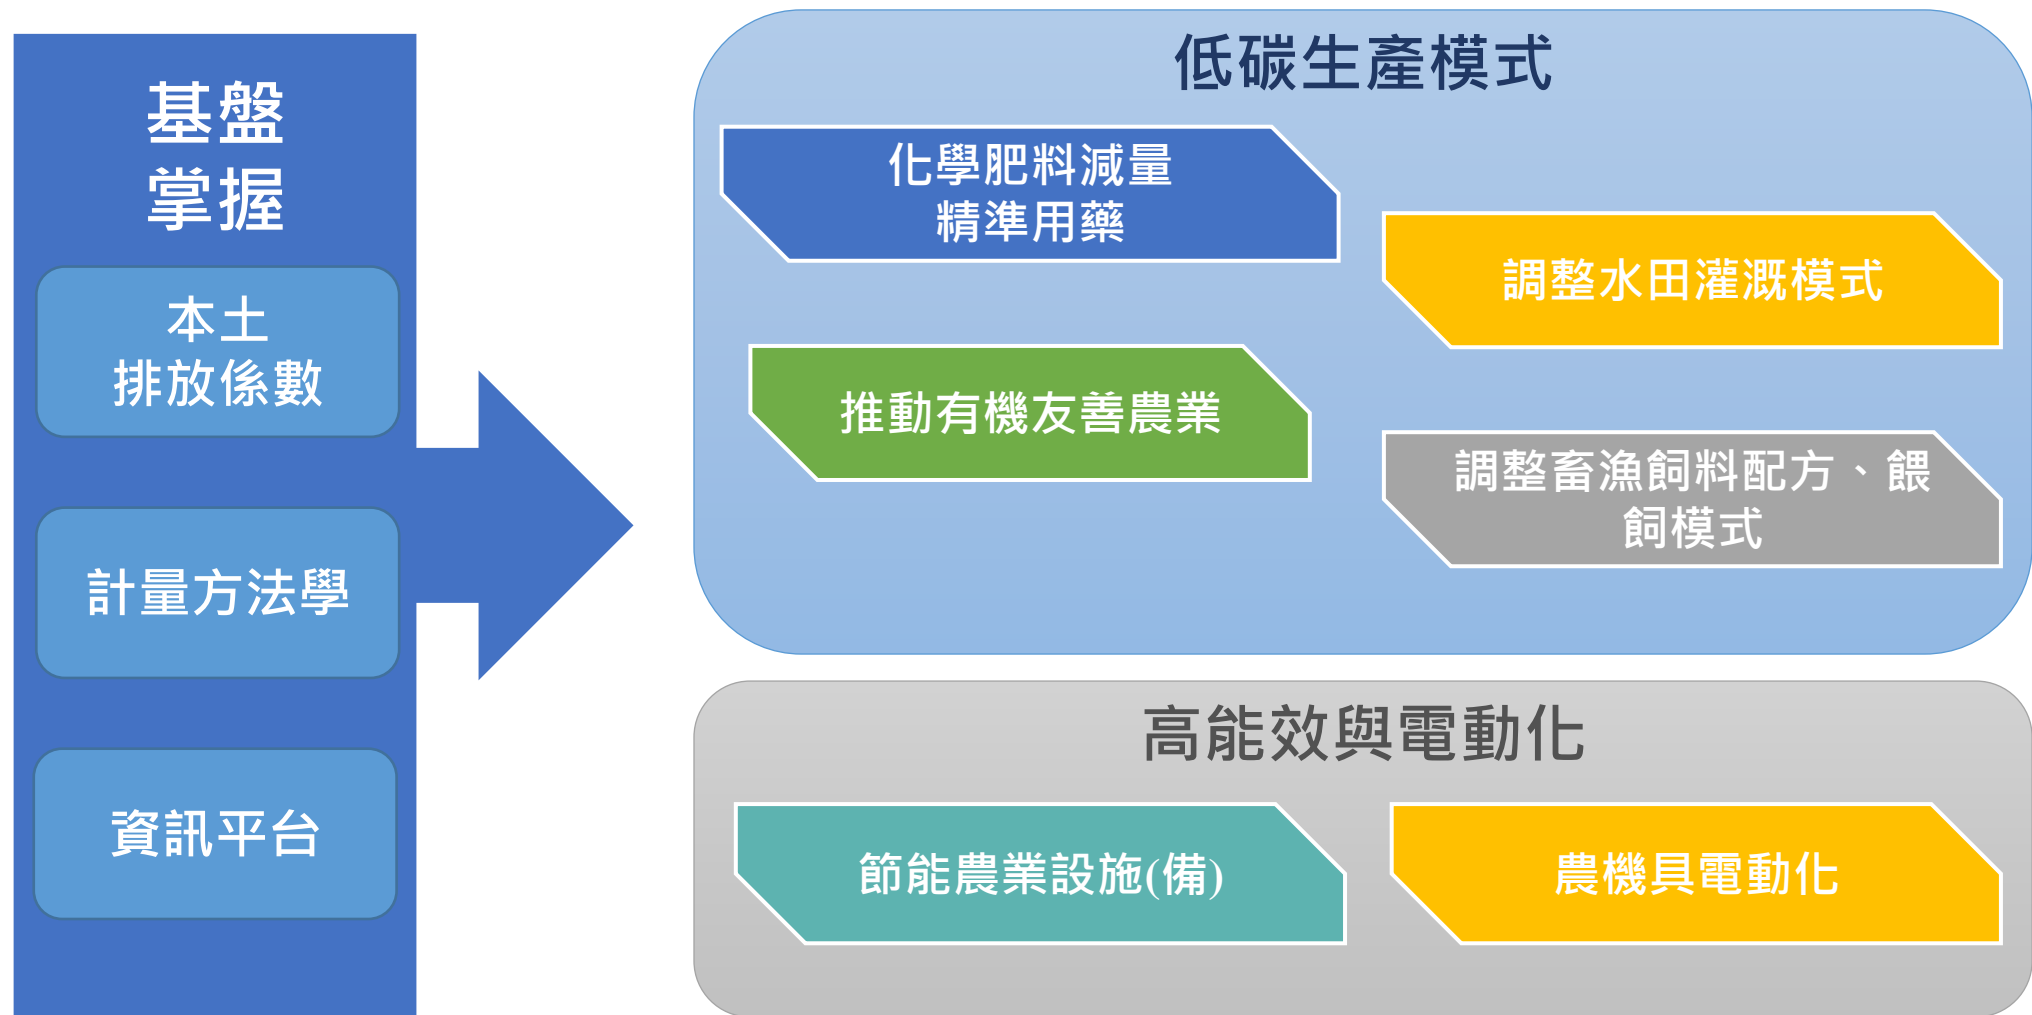 基盤
掌握
本土
排放係數
計量方法學
資訊平台
低碳生產模式
化學肥料減量
精準用藥
調整水田灌溉模式
推動有機友善農業
調整畜漁飼料配方、餵
飼模式
高能效與電動化
節能農業設施(備)
農機具電動化